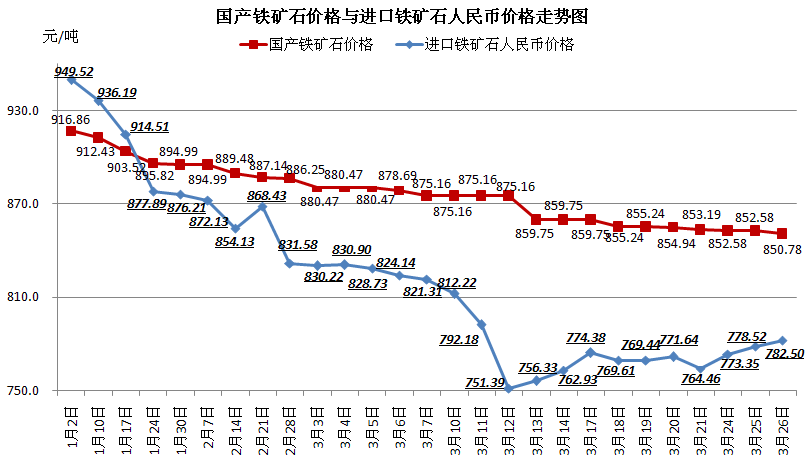 国产铁矿石价格与进口铁矿石人民币价格走势图
元/吨
国产铁矿石价格 进口铁矿石人民币价格
930.0
870.0
810.0
750.0
916.86 912.43 903.52 895.82 894.99 894.99 889.48 887.14 886.25 880.47 880.47 880.47 878.69 875.16 875.16 875.16 875.16 859.75 859.75 859.75 855.24 855.24 854.94 853.19 852.58 852.58 850.78
949.52 936.19 914.51 877.89 876.21 872.13 854.13 868.43 831.58 830.22 830.90 828.73 824.14 821.31 812.22 792.18 751.39 756.33 762.93 774.38 769.61 769.44 771.64 764.46 773.35 778.52 782.50
1月2日 1月10日 1月17日 1月24日 1月30日 2月7日 2月14日 2月21日 2月28日 3月3日 3月4日 3月5日 3月6日 3月7日 3月10日 3月11日 3月12日 3月13日 3月14日 3月17日 3月18日 3月19日 3月20日 3月21日 3月24日 3月25日 3月26日